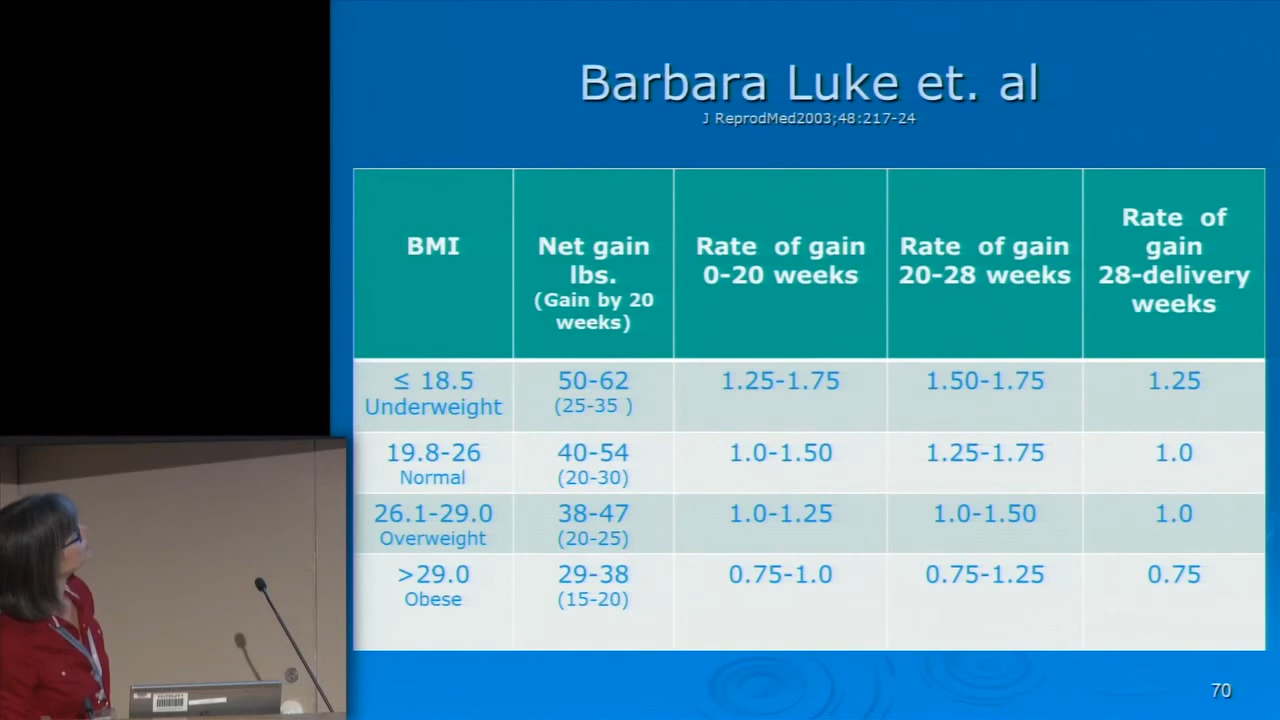 Barbara Luke et. al
J ReprodMed2003;48:217-24
BMI
Net gain
lbs.
(Gain by 20
weeks)
Rate of gain
0-20 weeks
Rate of gain
20-28 weeks
Rate of
gain
28-delivery
weeks
≤ 18.5
Underweight
50-62
(25-35 )
1.25-1.75
1.50-1.75
1.25
19.8-26
Normal
40-54
(20-30)
1.0-1.50
1.25-1.75
1.0
26.1-29.0
Overweight
38-47
(20-25)
1.0-1.25
1.0-1.50
1.0
>29.0
Obese
29-38
(15-20)
0.75-1.0
0.75-1.25
0.75
70